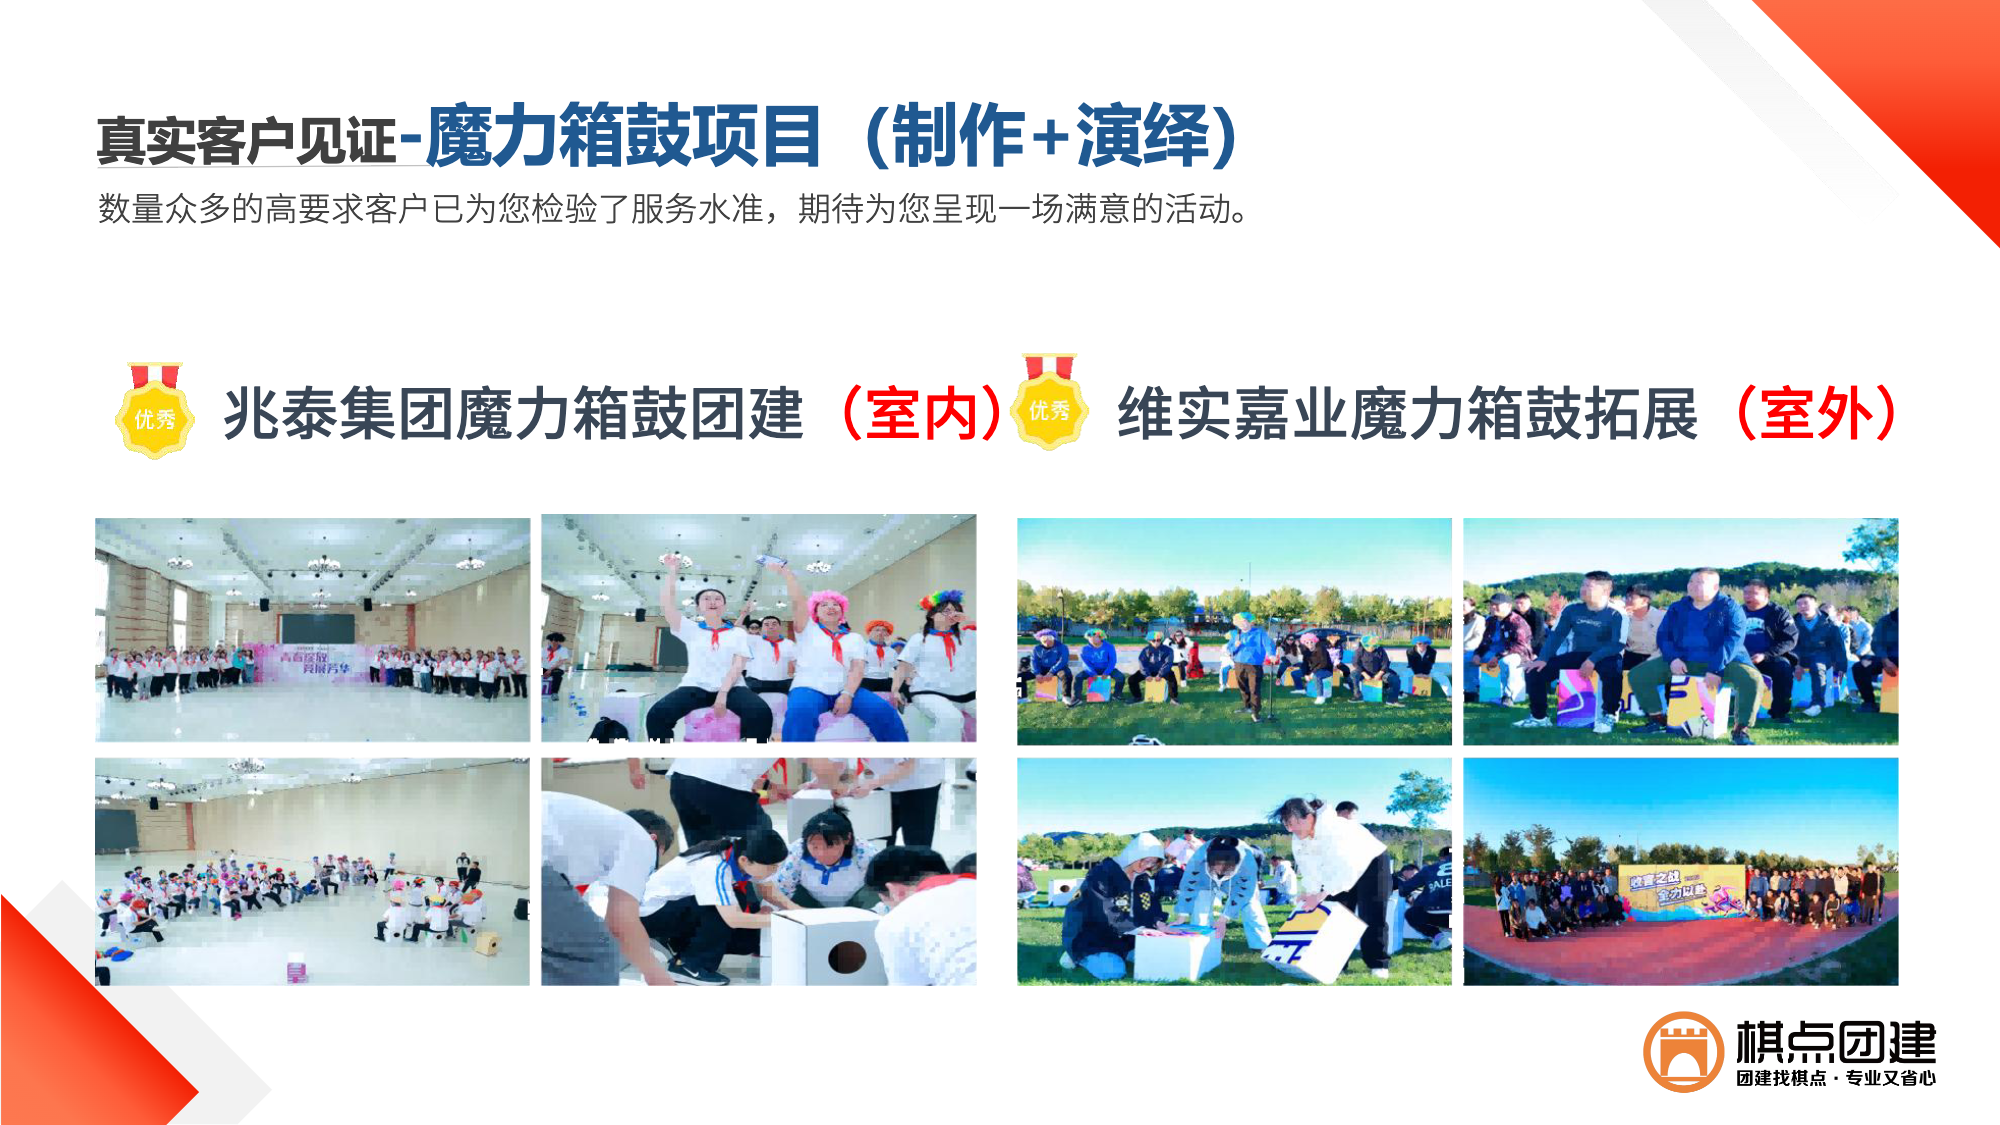 真实客户见证-魔力箱鼓项目（制作+演绎）
数量众多的高要求客户已为您检验了服务水准，期待为您呈现一场满意的活动。
优秀
兆泰集团魔力箱鼓团建（室内）
优秀
维实嘉业魔力箱鼓拓展（室外）
青春绽放
竞展芳华
全力以赴
棋点团建
团建找棋点·专业又省心